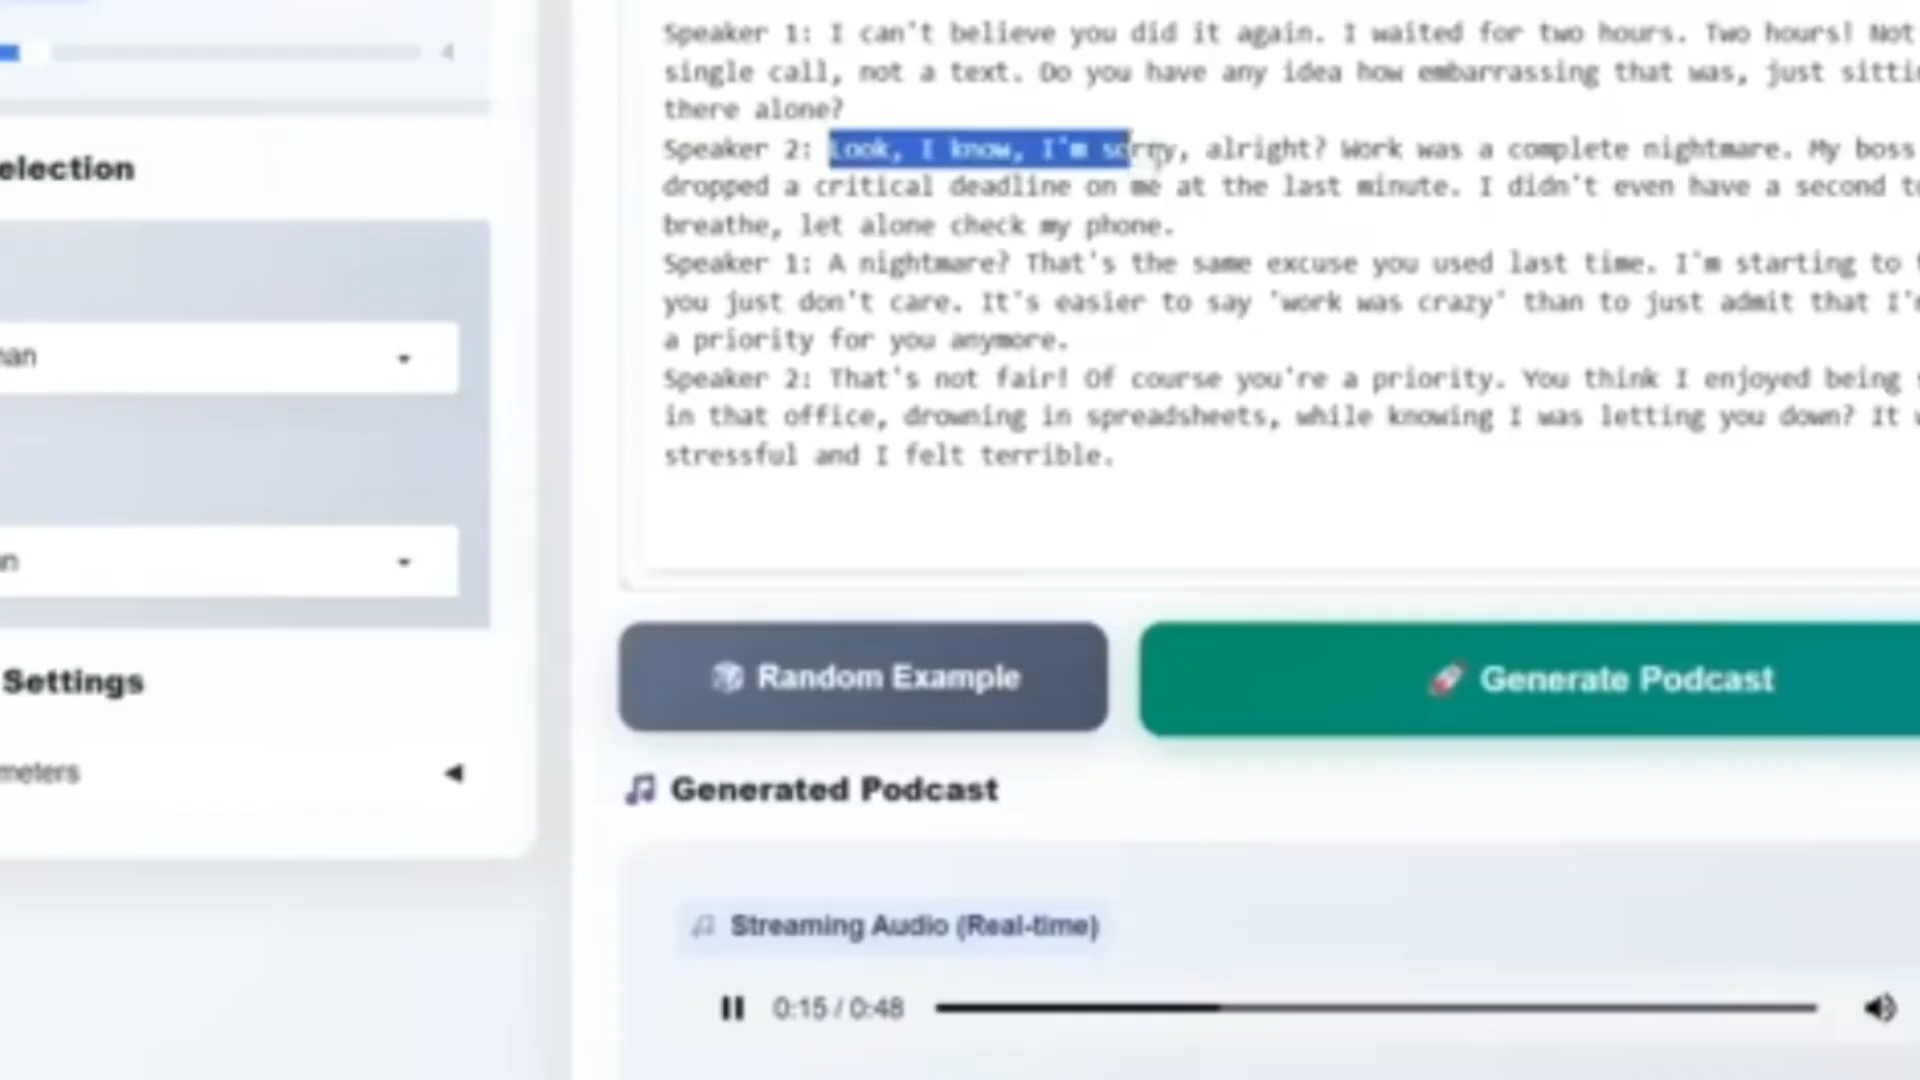 4
Speaker 1: I can't believe you did it again. I waited for two hours. Two hours! Not
single call, not a text. Do you have any idea how embarrassing that was, just
there alone?
Speaker 2: Look, I know, I'm sorry, alright? Work was a complete nightmare. My boss
dropped a critical deadline on me at the last minute. I didn't even have a second
breathe, let alone check my phone.
Speaker 1: A nightmare? That's the same excuse you used last time. I'm starting to
you just don't care. It's easier to say 'work was crazy' than to just admit that
a priority for you anymore.
Speaker 2: That's not fair! Of course you're a priority. You think I enjoyed being
in that office, drowning in spreadsheets, while knowing I was letting you down? It
stressful and I felt terrible.
election
Settings
meters
Random Example
Generate Podcast
Generated Podcast
Streaming Audio (Real-time)
0:15 / 0:48